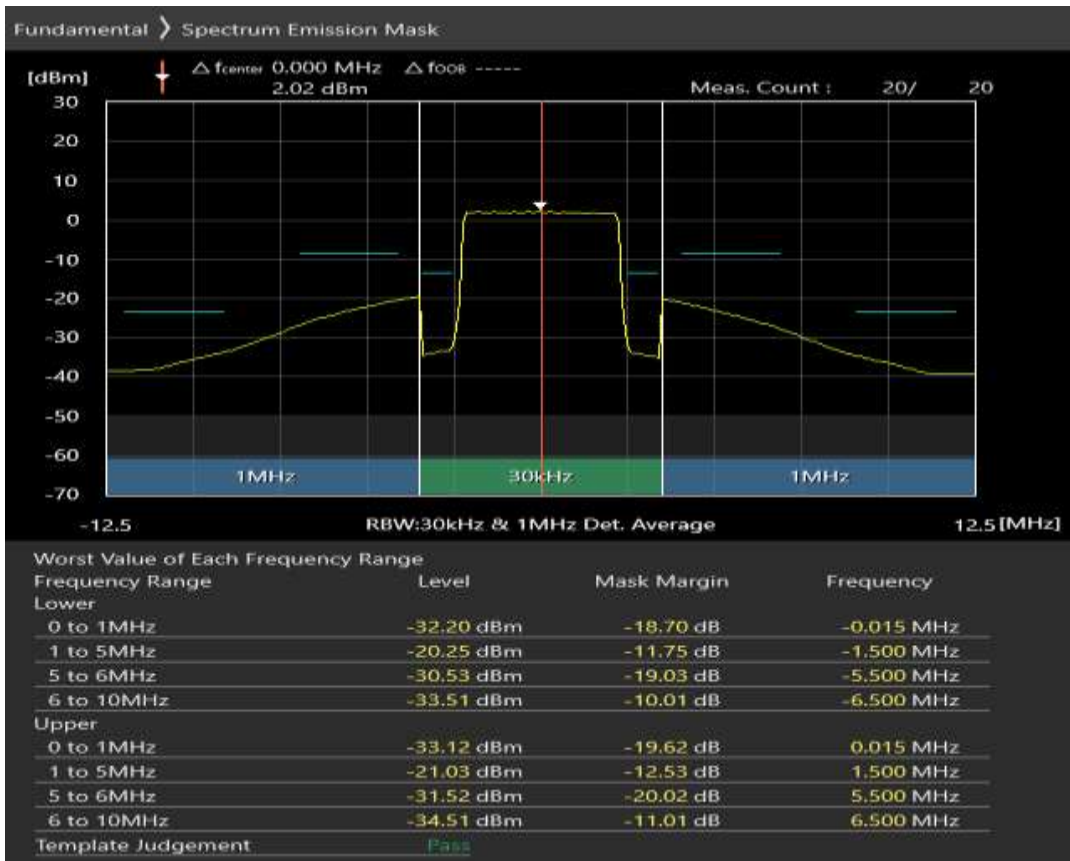 Fundamental ❯ Spectrum Emission Mask
[dBm] △ fcenter 0.000 MHz △ fOOB -----
2.02 dBm Meas. Count : 20/ 20
30
20
10
0
-10
-20
-30
-40
-50
-60
1MHz 30kHz 1MHz
-70
-12.5 RBW:30kHz & 1MHz Det. Average 12.5 [MHz]
Worst Value of Each Frequency Range
Frequency Range Level Mask Margin Frequency
Lower
0 to 1MHz -32.20 dBm -18.70 dB -0.015 MHz
1 to 5MHz -20.25 dBm -11.75 dB -1.500 MHz
5 to 6MHz -30.53 dBm -19.03 dB -5.500 MHz
6 to 10MHz -33.51 dBm -10.01 dB -6.500 MHz
Upper
0 to 1MHz -33.12 dBm -19.62 dB 0.015 MHz
1 to 5MHz -21.03 dBm -12.53 dB 1.500 MHz
5 to 6MHz -31.52 dBm -20.02 dB 5.500 MHz
6 to 10MHz -34.51 dBm -11.01 dB 6.500 MHz
Template Judgement Pass